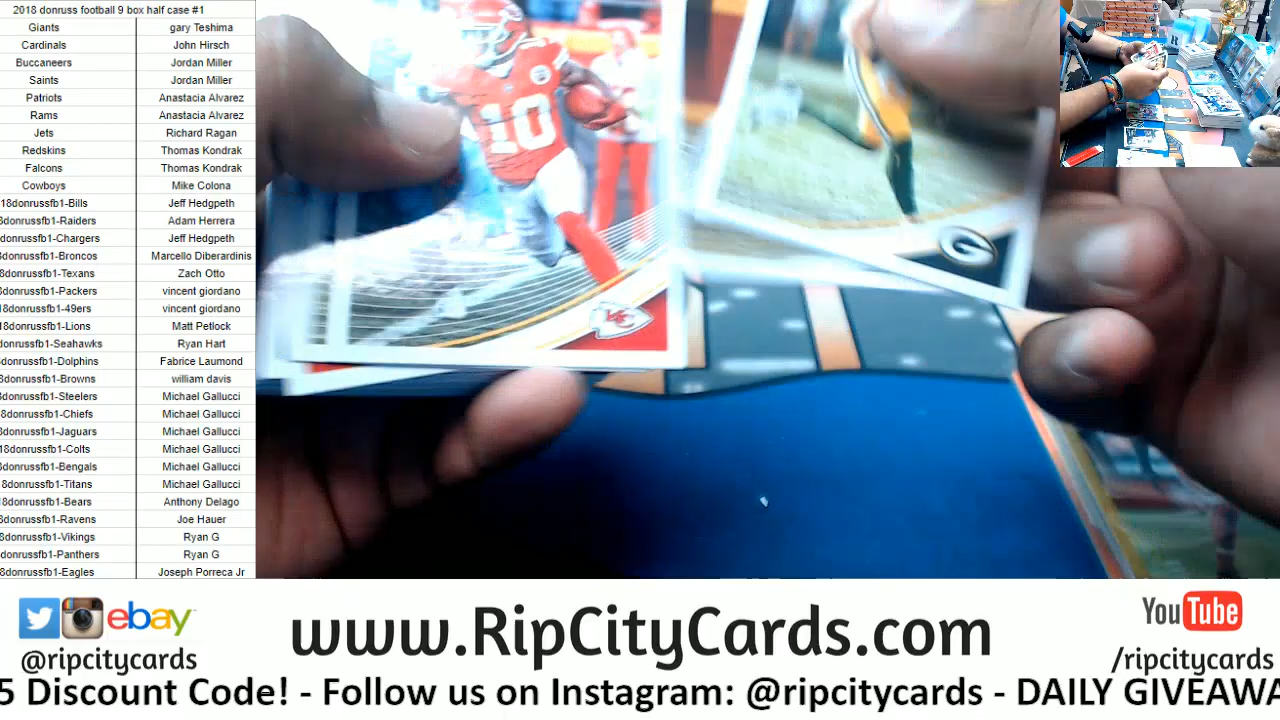 2018 donruss football 9 box half case #1
Giants gary Teshima
Cardinals John Hirsch
Buccaneers Jordan Miller
Saints Jordan Miller
Patriots Anastacia Alvarez
Rams Anastacia Alvarez
Jets Richard Ragan
Redskins Thomas Kondrak
Falcons Thomas Kondrak
Cowboys Mike Colona
18donrussfb1-Bills Jeff Hedgpeth
8donrussfb1-Raiders Adam Herrera
donrussfb1-Chargers Jeff Hedgpeth
donrussfb1-Broncos Marcello Diberardinis
8donrussfb1-Texans Zach Otto
8donrussfb1-Packers vincent giordano
18donrussfb1-49ers vincent giordano
18donrussfb1-Lions Matt Petlock
donrussfb1-Seahawks Ryan Hart
8donrussfb1-Dolphins Fabrice Laumond
8donrussfb1-Browns william davis
8donrussfb1-Steelers Michael Gallucci
8donrussfb1-Chiefs Michael Gallucci
8donrussfb1-Jaguars Michael Gallucci
18donrussfb1-Colts Michael Gallucci
8donrussfb1-Bengals Michael Gallucci
8donrussfb1-Titans Michael Gallucci
18donrussfb1-Bears Anthony Delago
8donrussfb1-Ravens Joe Hauer
8donrussfb1-Vikings Ryan G
donrussfb1-Panthers Ryan G
8donrussfb1-Eagles Joseph Porreca Jr
10
KC
G
ebay
@ripcitycards
www.RipCityCards.com
YouTube
/ripcitycards
5 Discount Code! - Follow us on Instagram: @ripcitycards - DAILY GIVEAWA